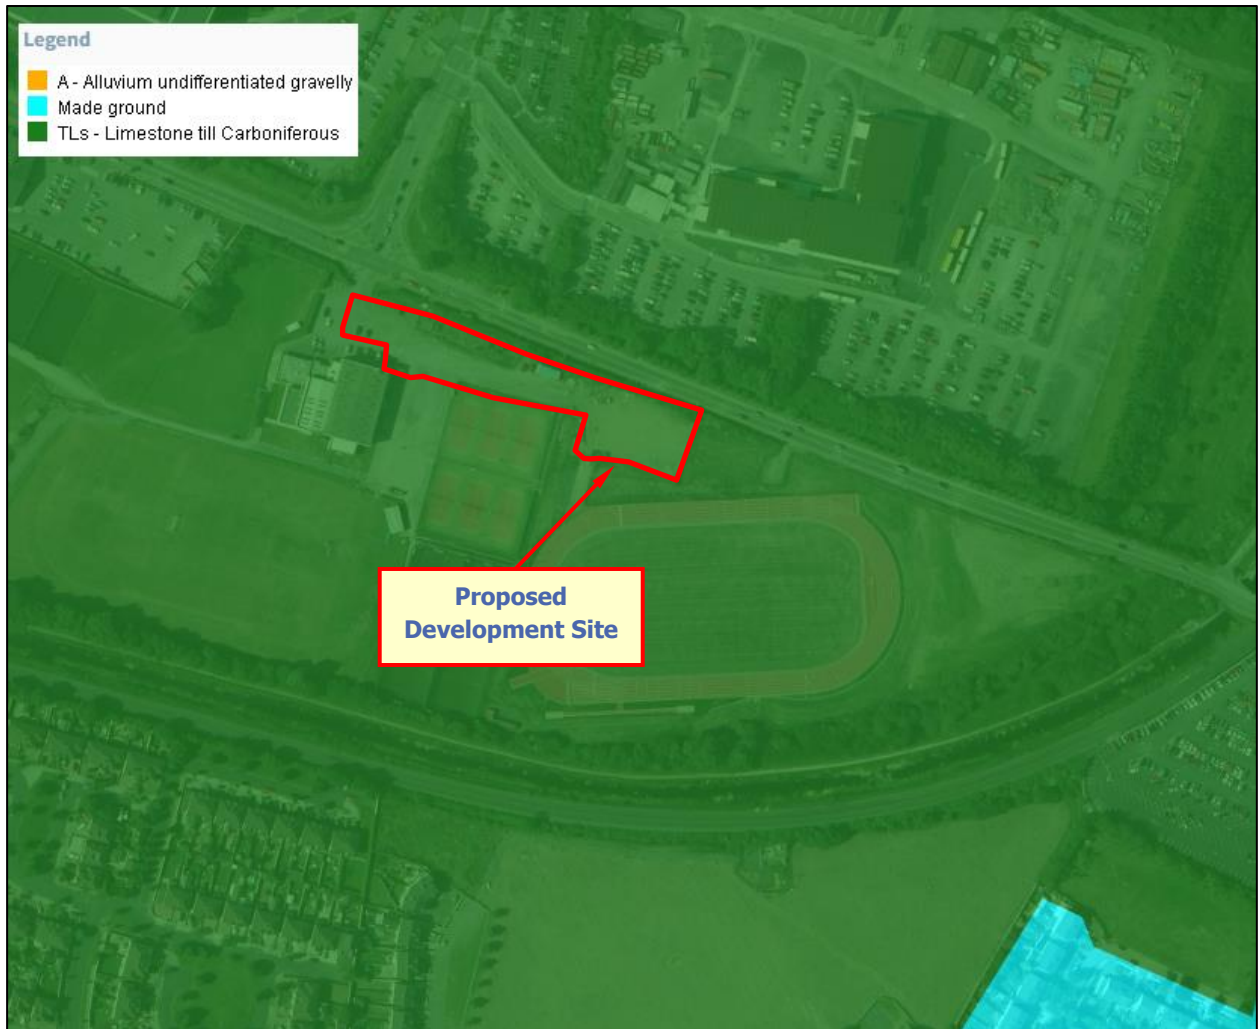 Legend
A - Alluvium undifferentiated gravelly
Made ground
TLs - Limestone till Carboniferous
Proposed
Development Site